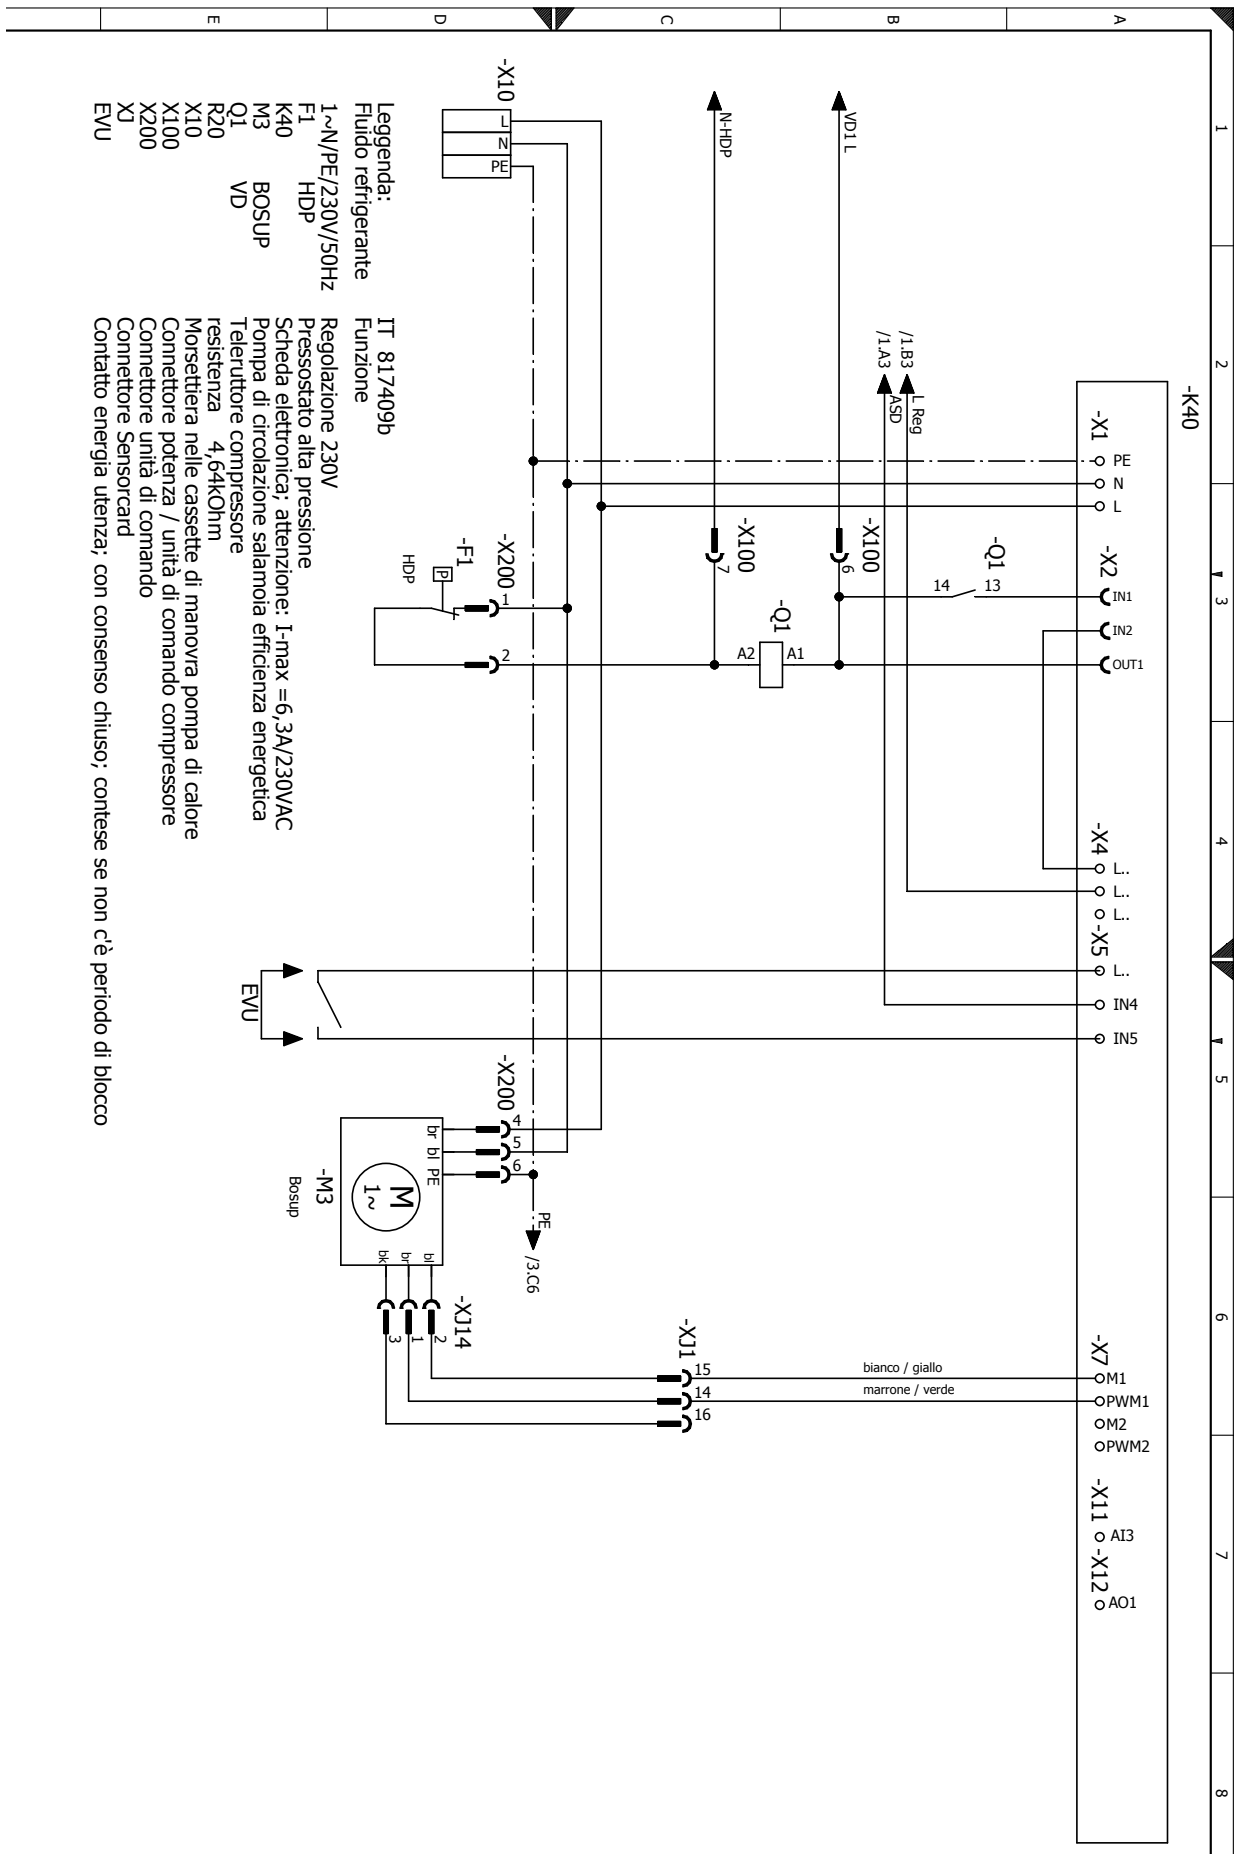 1
2
3
4
5
6
7
8
A
B
C
D
E
-K40
-X1
PE
N
L
-X2
IN1
IN2
OUT1
-X4
L..
L..
L..
-X5
L..
IN4
IN5
-X7
M1
PWM1
M2
PWM2
-X11
AI3
-X12
AO1
-Q1
14 13
/1.B3 L Reg
/1.A3 ASD
VD1 L
-X100
6
-Q1
A2 A1
N-HDP
-X100
7
bianco / giallo
marrone / verde
-XJ1
15
14
16
-X10
L
N
PE
-X200
1
2
-F1
P
HDP
EVU
-X200
4
5
6
PE
/3.C6
br
bl
PE
M
1~
-M3
Bosup
bl
br
bk
-XJ14
2
1
3
Leggenda: IT 817409b
Fluido refrigerante Funzione
1~N/PE/230V/50Hz Regolazione 230V
F1 HDP Pressostato alta pressione
K40 Scheda elettronica; attenzione: I-max =6,3A/230VAC
M3 BOSUP Pompa di circolazione salamoia efficienza energetica
Q1 VD Teleruttore compressore
R20 resistenza 4,64kOhm
X10 Morsettiera nelle cassette di manovra pompa di calore
X100 Connettore potenza / unità di comando compressore
X200 Connettore unità di comando
XJ Connettore Sensorcard
EVU Contatto energia utenza; con consenso chiuso; contese se non c'è periodo di blocco